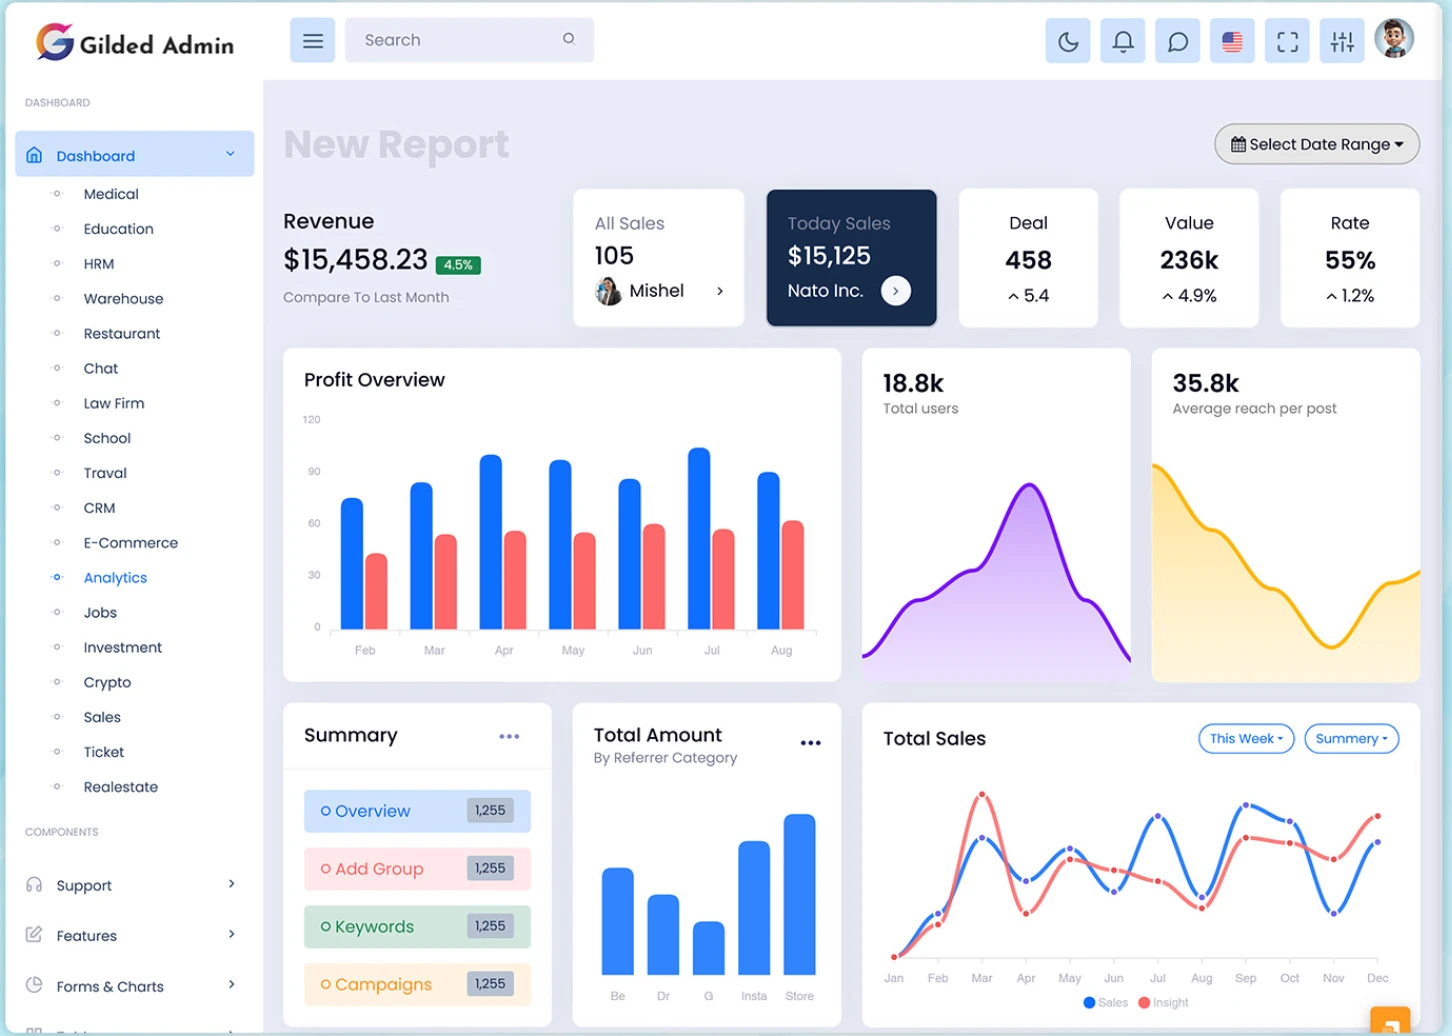 Gilded Admin
Search
DASHBOARD
Dashboard
Medical
Education
HRM
Warehouse
Restaurant
Chat
Law Firm
School
Traval
CRM
E-Commerce
Analytics
Jobs
Investment
Crypto
Sales
Ticket
Realestate
COMPONENTS
Support
Features
Forms & Charts
New Report
Select Date Range
Revenue
$15,458.23 4.5%
Compare To Last Month
All Sales
105
Mishel
Today Sales
$15,125
Nato Inc.
Deal
458
5.4
Value
236k
4.9%
Rate
55%
1.2%
Profit Overview
120
90
60
30
0
Feb Mar Apr May Jun Jul Aug
18.8k
Total users
35.8k
Average reach per post
Summary
Overview 1,255
Add Group 1,255
Keywords 1,255
Campaigns 1,255
Total Amount
By Referrer Category
Be Dr G Insta Store
Total Sales
This Week
Summery
Jan Feb Mar Apr May Jun Jul Aug Sep Oct Nov Dec
Sales Insight